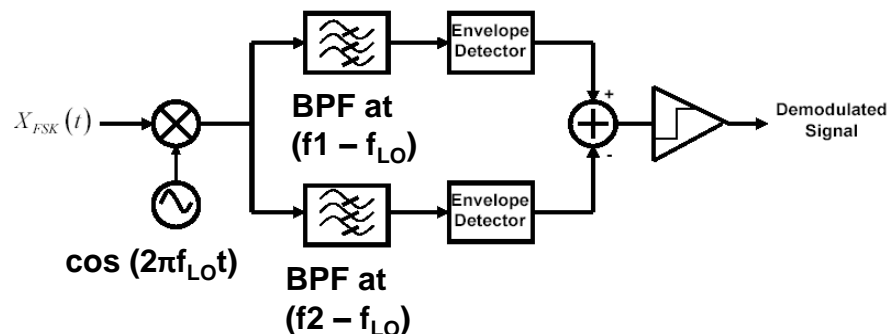 Envelope
Detector
BPF at
(f1 – f_LO)
X_FSK (t)
+
-
Demodulated
Signal
cos (2πf_LOt)
Envelope
Detector
BPF at
(f2 – f_LO)